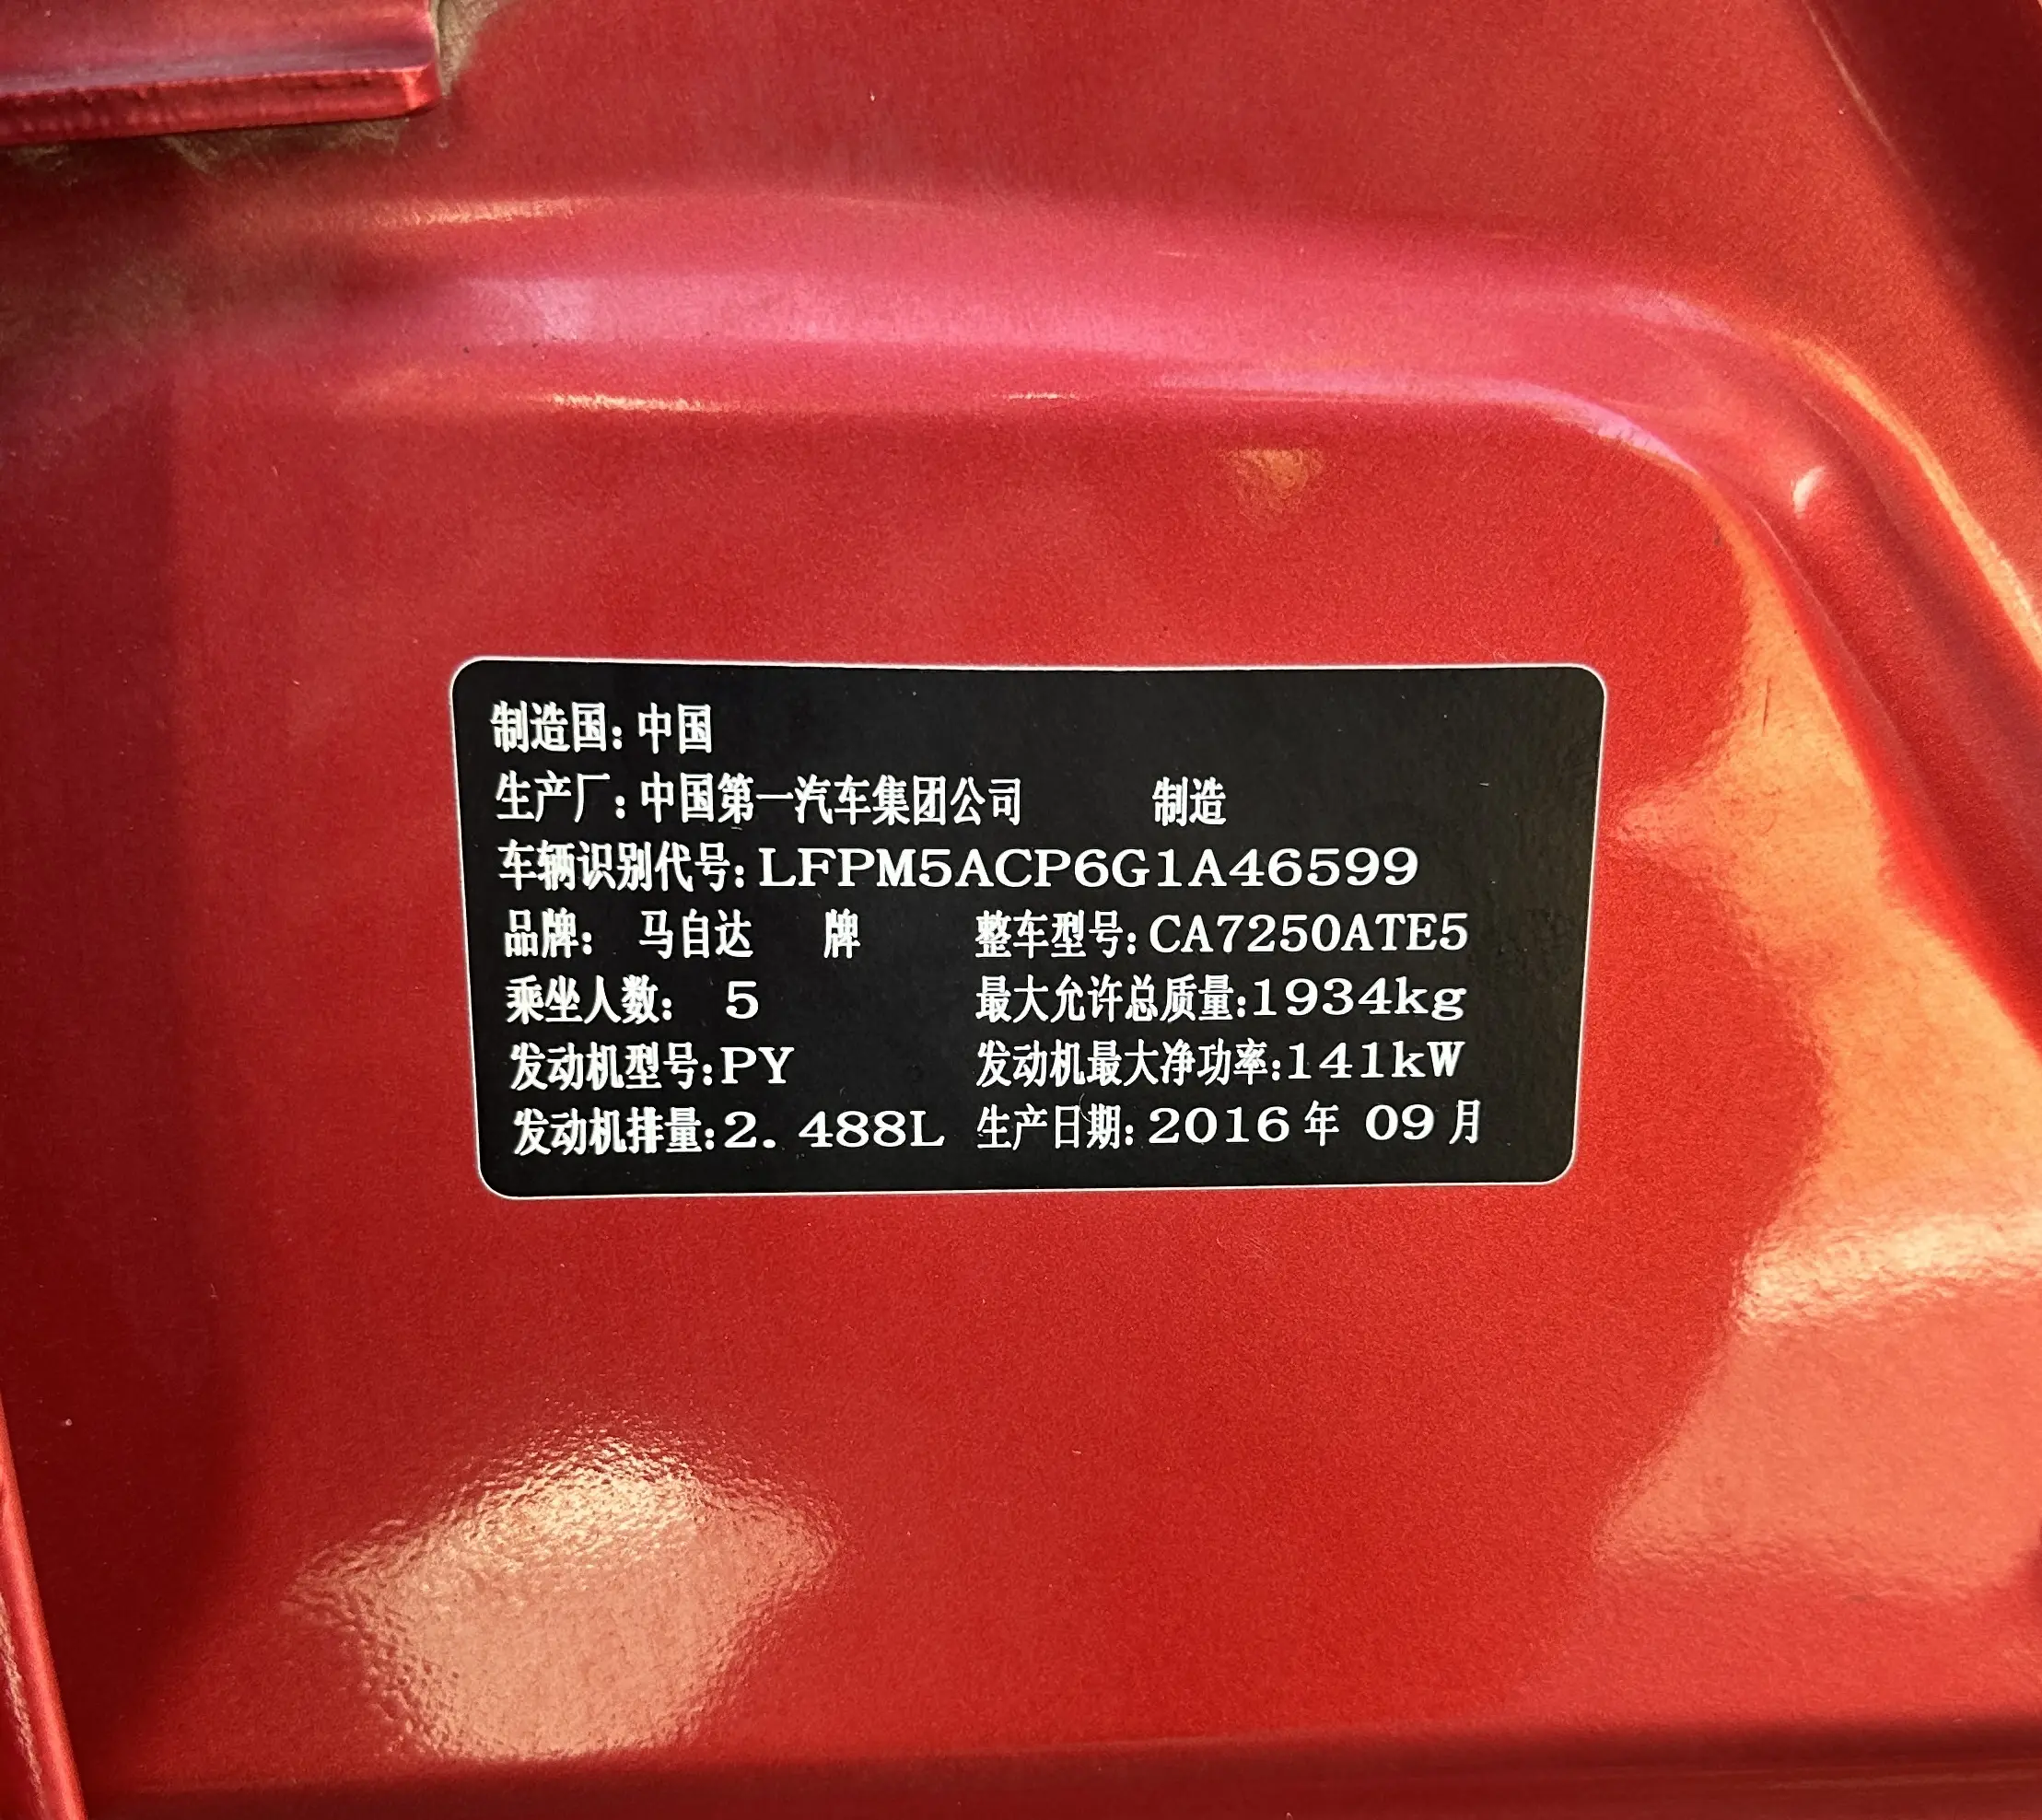 制造国:中国
生产厂:中国第一汽车集团公司 制造
车辆识别代号:LFPM5ACP6G1A46599
品牌: 马自达 牌 整车型号:CA7250ATE5
乘坐人数: 5 最大允许总质量:1934kg
发动机型号:PY 发动机最大净功率:141kW
发动机排量:2.488L 生产日期:2016年 09月